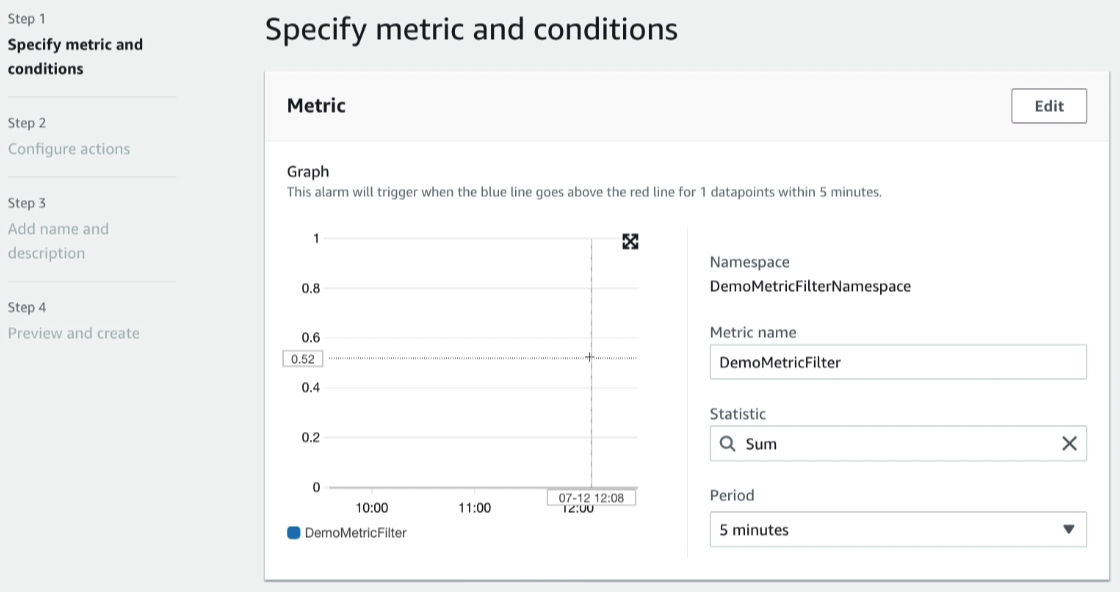 Step 1
Specify metric and
conditions
Step 2
Configure actions
Step 3
Add name and
description
Step 4
Preview and create
Specify metric and conditions
Metric
Edit
Graph
This alarm will trigger when the blue line goes above the red line for 1 datapoints within 5 minutes.
1
0.8
0.6
0.52
0.4
0.2
0
07-12 12:08
10:00
11:00
12:00
DemoMetricFilter
Namespace
DemoMetricFilterNamespace
Metric name
DemoMetricFilter
Statistic
Sum
Period
5 minutes